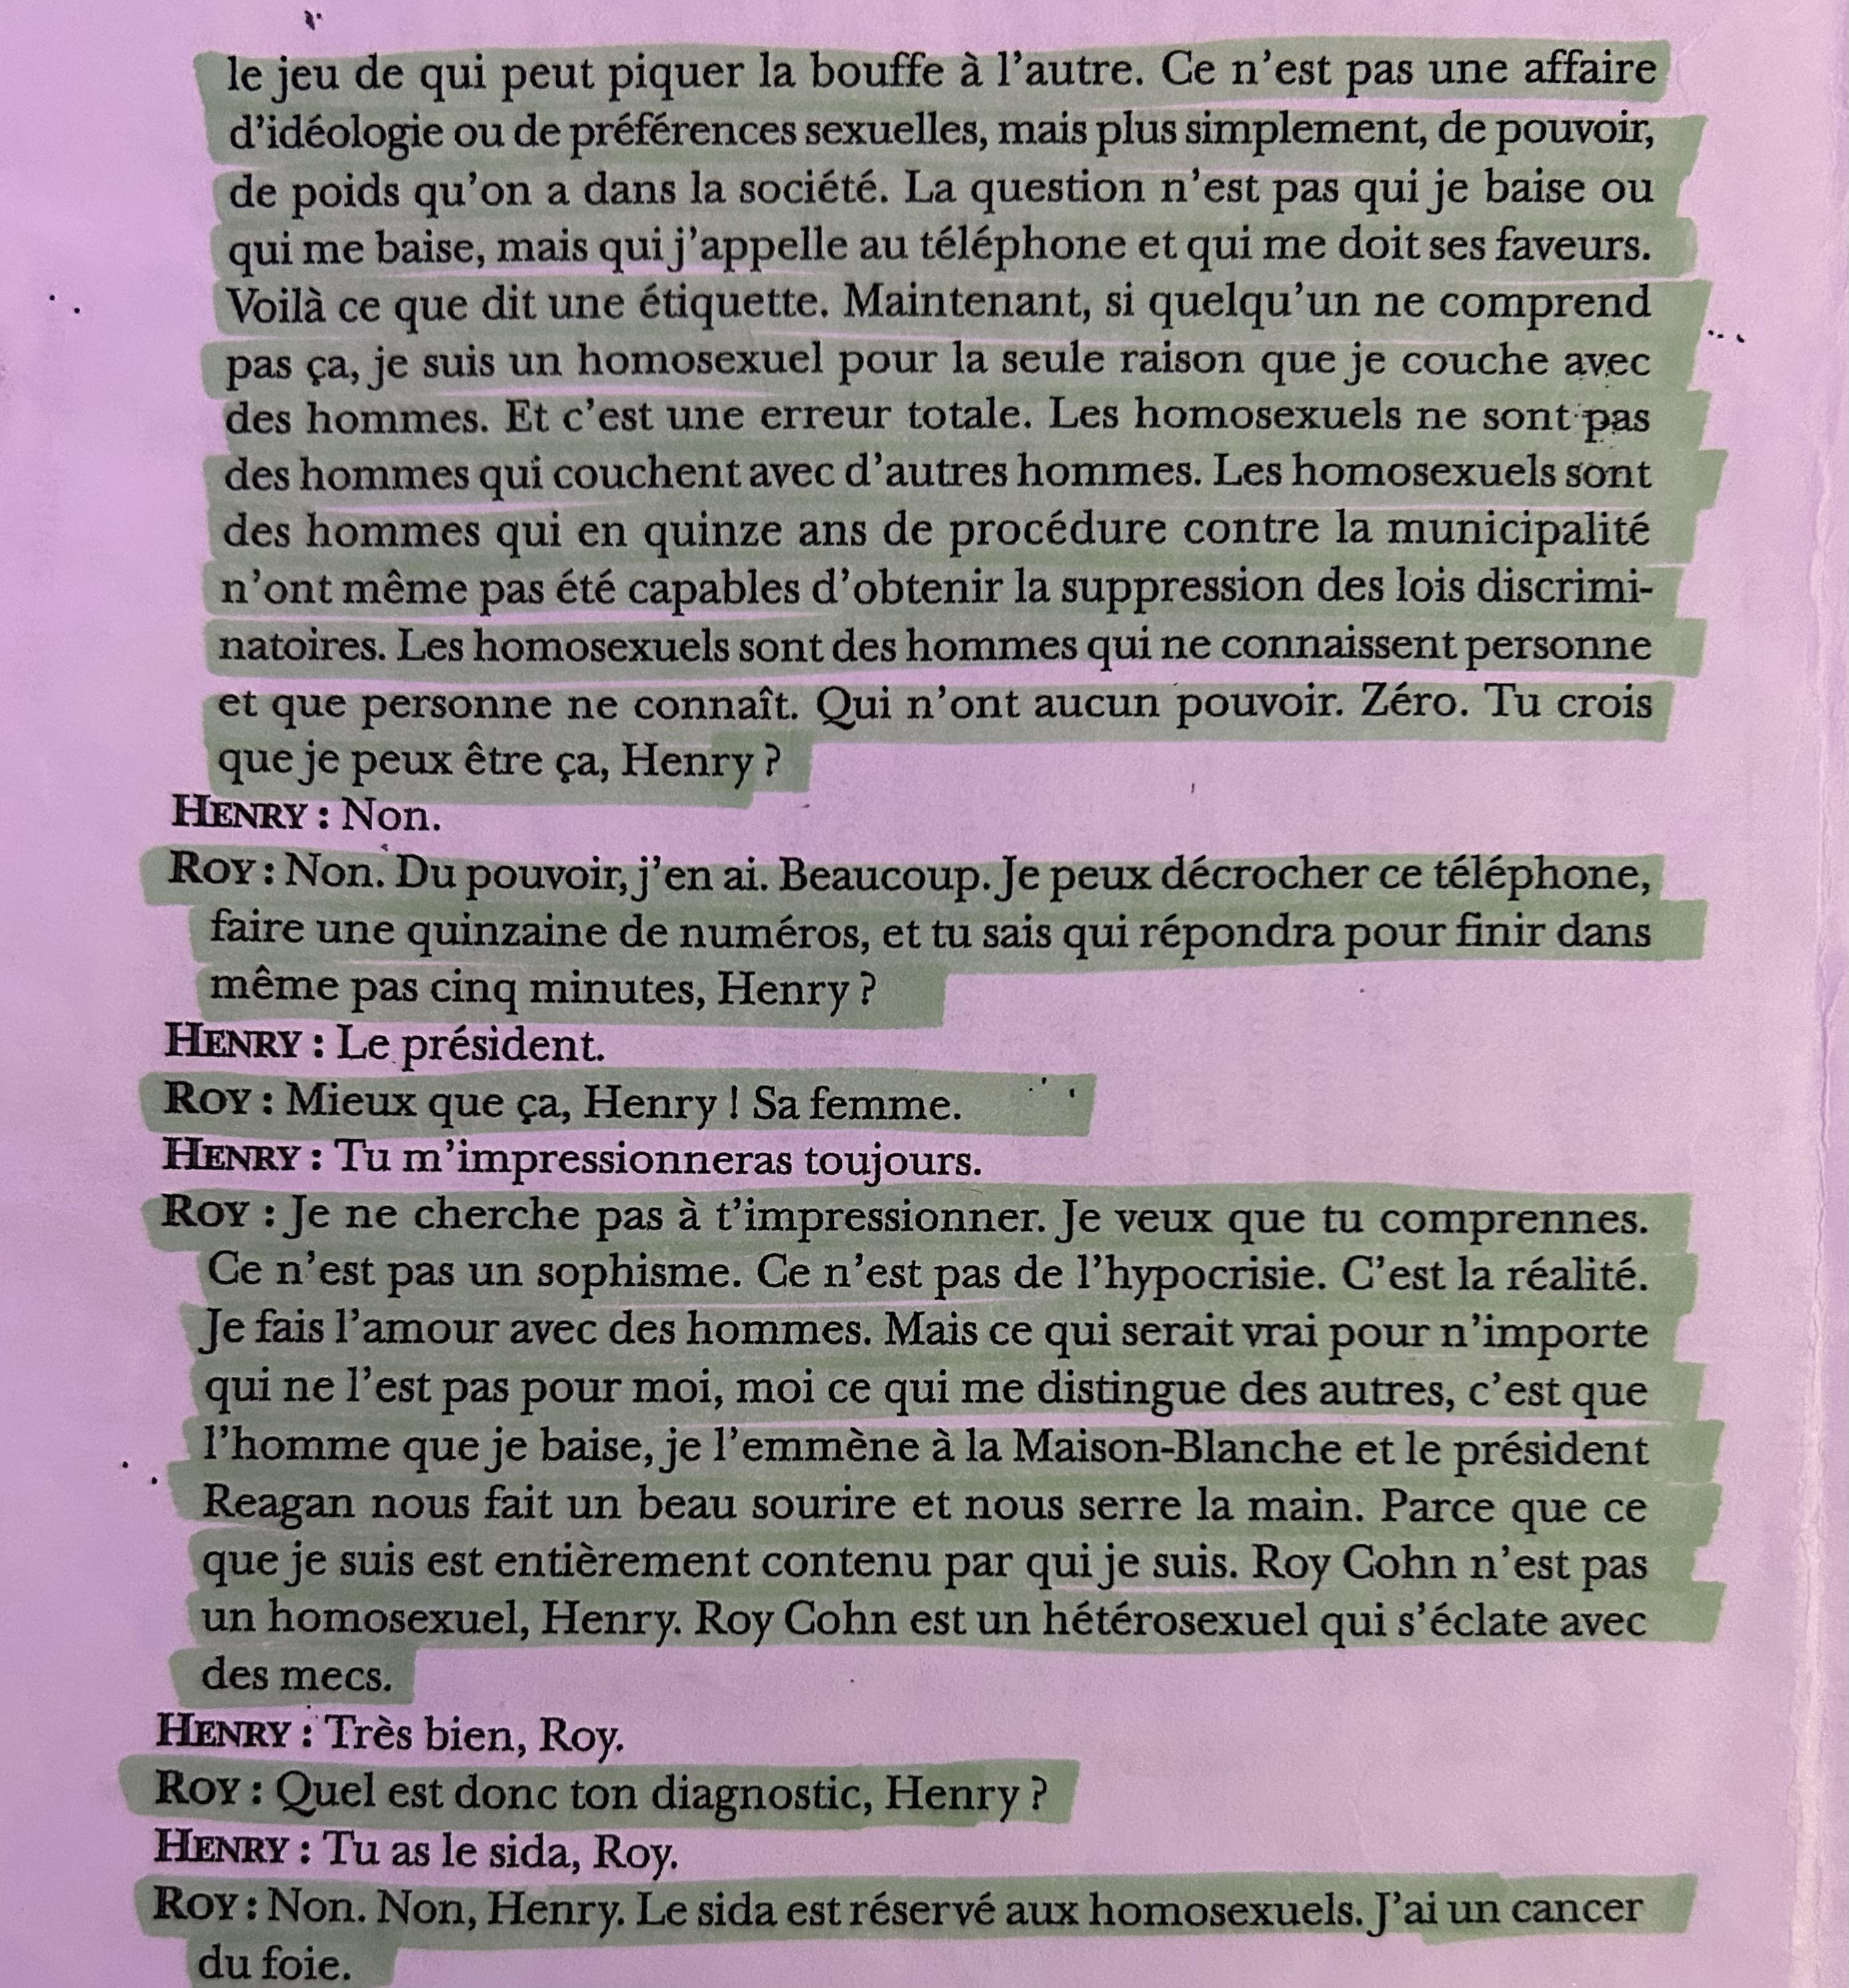 le jeu de qui peut piquer la bouffe à l'autre. Ce n'est pas une affaire
d'idéologie ou de préférences sexuelles, mais plus simplement, de pouvoir,
de poids qu'on a dans la société. La question n'est pas qui je baise ou
qui me baise, mais qui j'appelle au téléphone et qui me doit ses faveurs.
Voilà ce que dit une étiquette. Maintenant, si quelqu'un ne comprend
pas ça, je suis un homosexuel pour la seule raison que je couche avec
des hommes. Et c'est une erreur totale. Les homosexuels ne sont pas
des hommes qui couchent avec d'autres hommes. Les homosexuels sont
des hommes qui en quinze ans de procédure contre la municipalité
n'ont même pas été capables d'obtenir la suppression des lois discrimi-
natoires. Les homosexuels sont des hommes qui ne connaissent personne
et que personne ne connaît. Qui n'ont aucun pouvoir. Zéro. Tu crois
que je peux être ça, Henry ?
HENRY : Non.
ROY : Non. Du pouvoir, j'en ai. Beaucoup. Je peux décrocher ce téléphone,
faire une quinzaine de numéros, et tu sais qui répondra pour finir dans
même pas cinq minutes, Henry ?
HENRY : Le président.
ROY : Mieux que ça, Henry ! Sa femme.
HENRY : Tu m'impressionneras toujours.
ROY : Je ne cherche pas à t'impressionner. Je veux que tu comprennes.
Ce n'est pas un sophisme. Ce n'est pas de l'hypocrisie. C'est la réalité.
Je fais l'amour avec des hommes. Mais ce qui serait vrai pour n'importe
qui ne l'est pas pour moi, moi ce qui me distingue des autres, c'est que
l'homme que je baise, je l'emmène à la Maison-Blanche et le président
Reagan nous fait un beau sourire et nous serre la main. Parce que ce
que je suis est entièrement contenu par qui je suis. Roy Cohn n'est pas
un homosexuel, Henry. Roy Cohn est un hétérosexuel qui s'éclate avec
des mecs.
HENRY : Très bien, Roy.
ROY : Quel est donc ton diagnostic, Henry ?
HENRY : Tu as le sida, Roy.
ROY : Non. Non, Henry. Le sida est réservé aux homosexuels. J'ai un cancer
du foie.